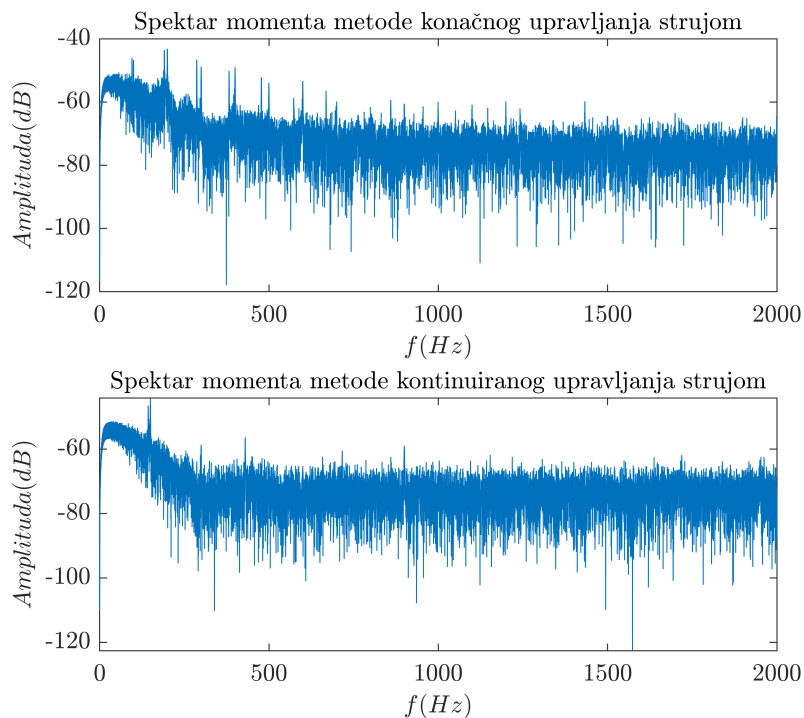 Spektar momenta metode konačnog upravljanja strujom
-40
-60
-80
-100
-120
Amplituda(dB)
0 500 1000 1500 2000
f(Hz)
Spektar momenta metode kontinuiranog upravljanja strujom
-60
-80
-100
-120
Amplituda(dB)
0 500 1000 1500 2000
f(Hz)